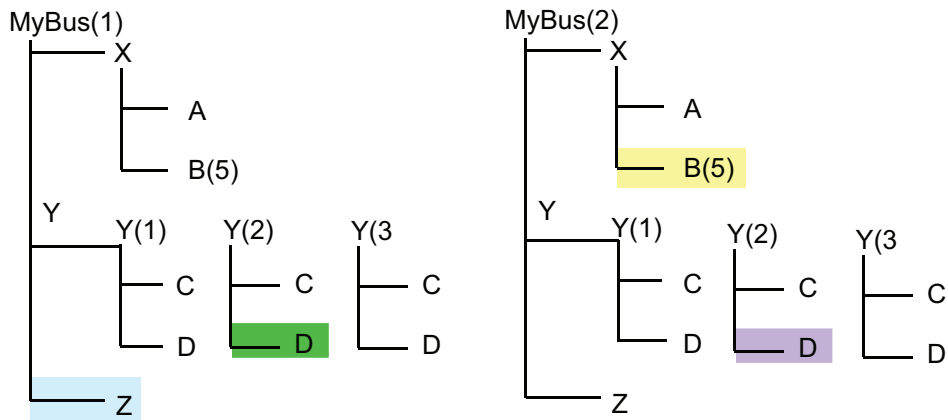 MyBus(1)
X
A
B(5)
Y
Y(1)
Y(2)
Y(3
C
C
C
D
D
D
Z
MyBus(2)
X
A
B(5)
Y
Y(1)
Y(2)
Y(3
C
C
C
D
D
D
Z